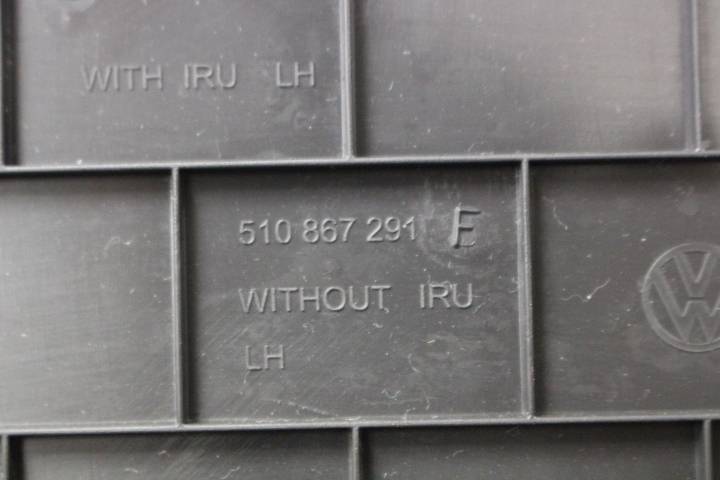 WITH IRU LH
510 867 291 E
WITHOUT IRU
LH